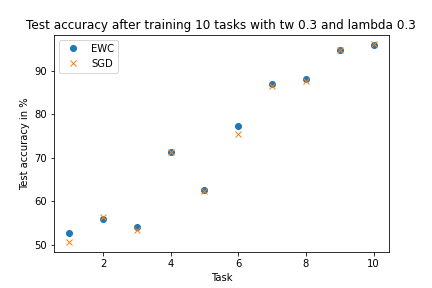 Test accuracy after training 10 tasks with tw 0.3 and lambda 0.3
EWC
SGD
90
80
70
60
50
Test accuracy in %
2 4 6 8 10
Task